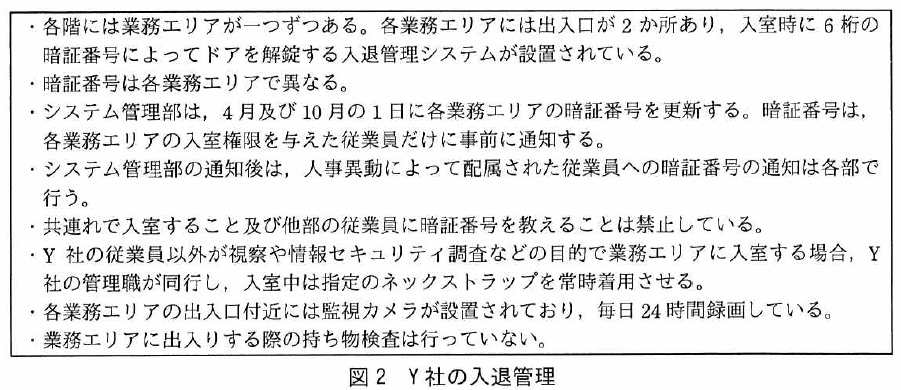 ・各階には業務エリアが一つずつある。各業務エリアには出入口が2か所あり，入室時に6桁の
暗証番号によってドアを解錠する入退管理システムが設置されている。
・暗証番号は各業務エリアで異なる。
・システム管理部は，4月及び10月の1日に各業務エリアの暗証番号を更新する。暗証番号は，
各業務エリアの入室権限を与えた従業員だけに事前に通知する。
・システム管理部の通知後は，人事異動によって配属された従業員への暗証番号の通知は各部で
行う。
・共連れで入室すること及び他部の従業員に暗証番号を教えることは禁止している。
・Y社の従業員以外が視察や情報セキュリティ調査などの目的で業務エリアに入室する場合，Y
社の管理職が同行し，入室中は指定のネックストラップを常時着用させる。
・各業務エリアの出入口付近には監視カメラが設置されており，毎日24時間録画している。
・業務エリアに出入りする際の持ち物検査は行っていない。
図2 Y社の入退管理